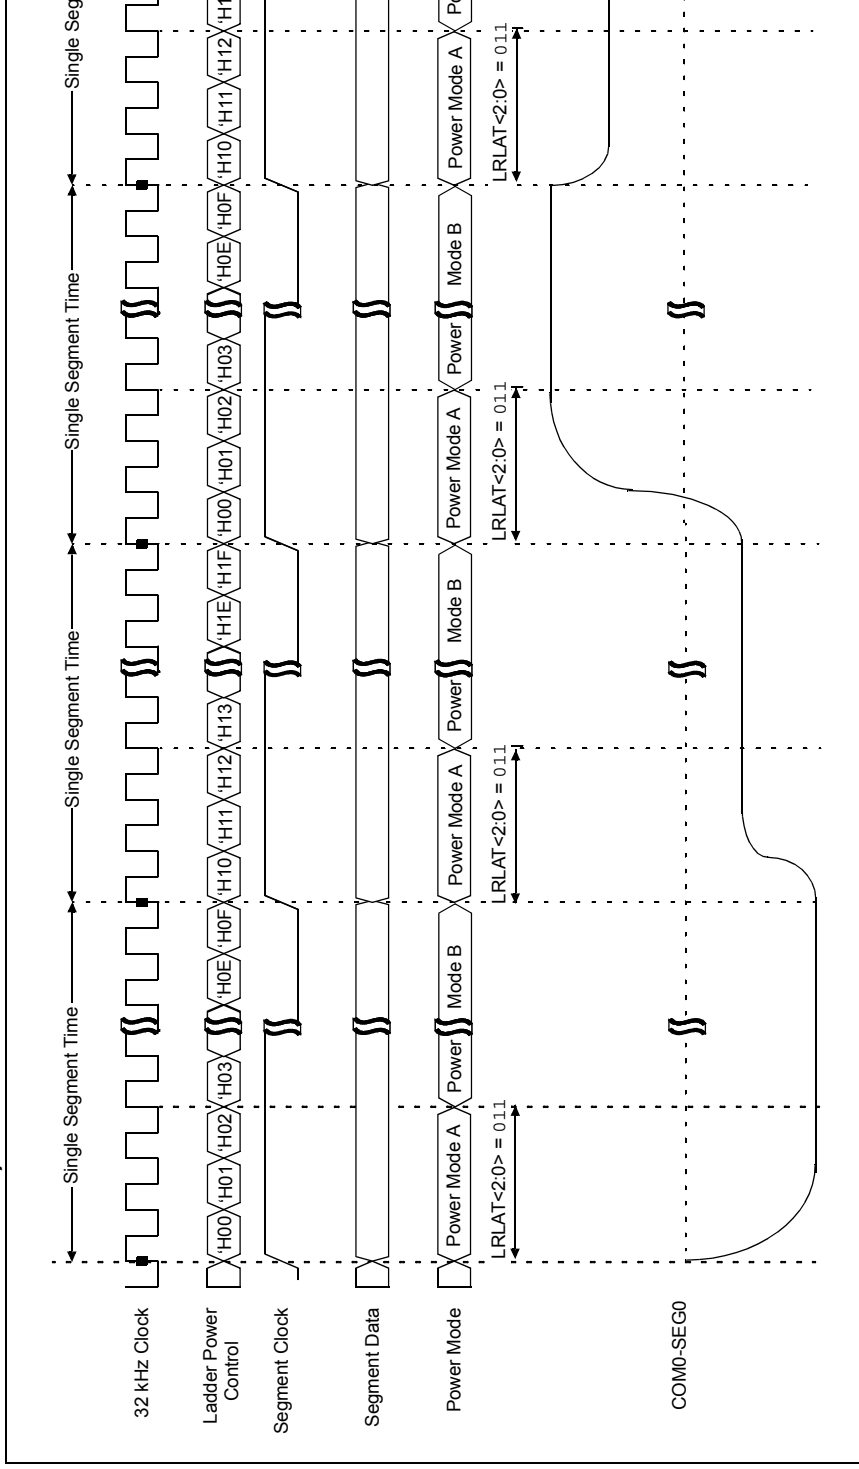 Single Segment Time Single Segment Time Single Segment Time Single Seg
32 kHz Clock
Ladder Power
Control
‘H00 ‘H01 ‘H02 ‘H03 ‘H0E ‘H0F ‘H10 ‘H11 ‘H12 ‘H13 ‘H1E ‘H1F ‘H00 ‘H01 ‘H02 ‘H03 ‘H0E ‘H0F ‘H10 ‘H11 ‘H12 ‘H1
Segment Clock
Segment Data
Power Mode
Power Mode A Power Mode B Power Mode A Power Mode B Power Mode A Power Mode B Power Mode A Po
LRLAT<2:0> = 011 LRLAT<2:0> = 011 LRLAT<2:0> = 011 LRLAT<2:0> = 011
COM0-SEG0